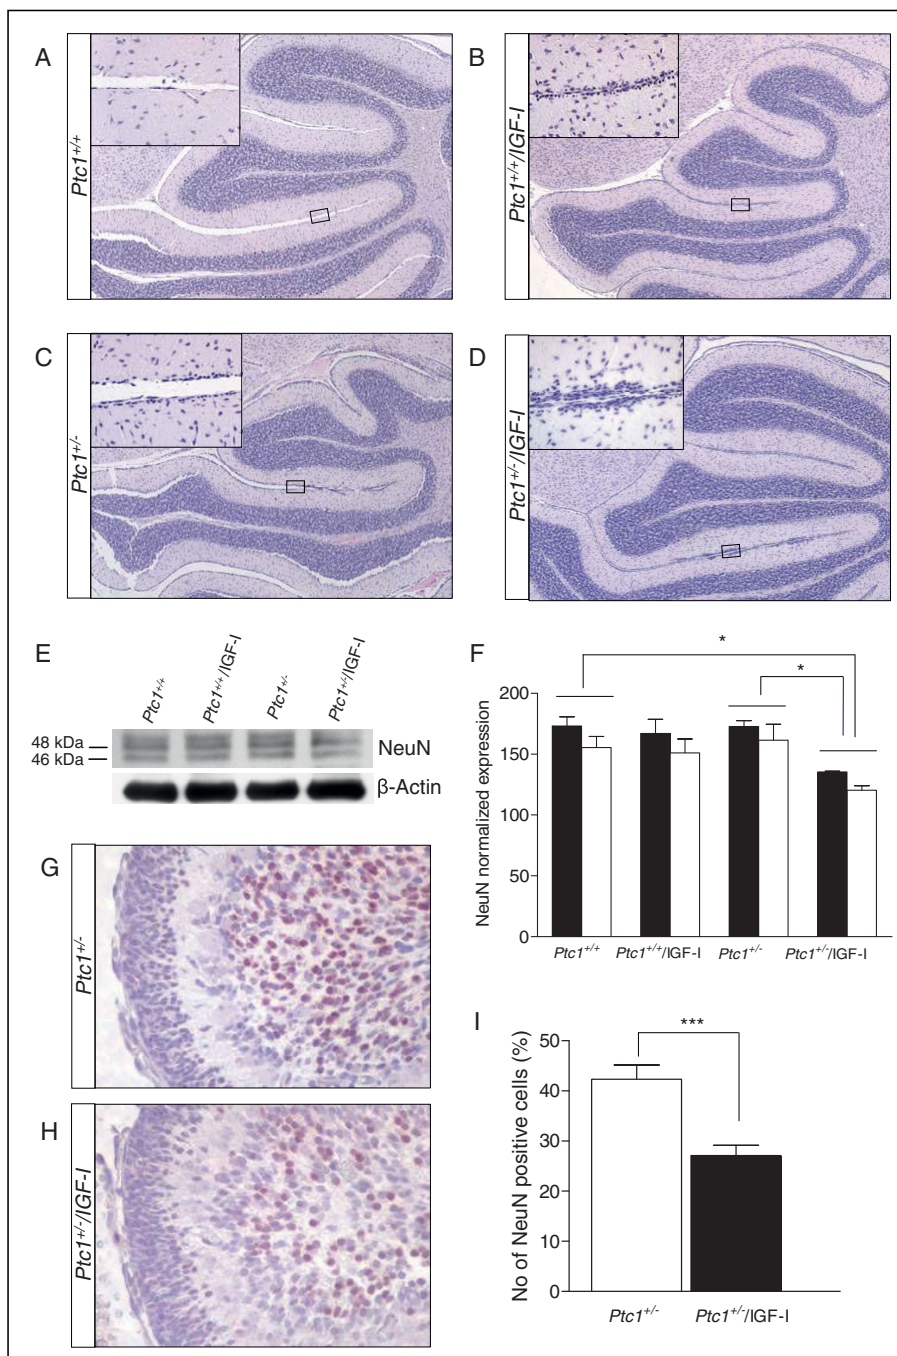 A
Ptc1+/+
B
Ptc1+/+/IGF-I
C
Ptc1+/-
D
Ptc1+/-/IGF-I
E
Ptc1+/+
Ptc1+/+/IGF-I
Ptc1+/-
Ptc1+/-/IGF-I
48 kDa
46 kDa
NeuN
β-Actin
F
*
*
NeuN normalized expression
200
150
100
50
0
Ptc1+/+
Ptc1+/+/IGF-I
Ptc1+/-
Ptc1+/-/IGF-I
G
Ptc1+/-
H
Ptc1+/-/IGF-I
I
***
No of NeuN positive cells (%)
50
40
30
20
10
0
Ptc1+/-
Ptc1+/-/IGF-I